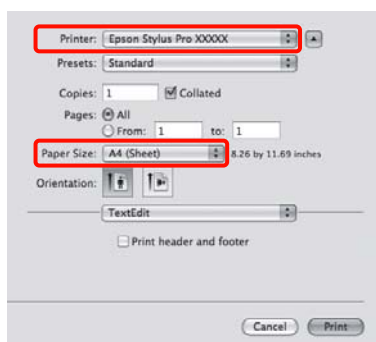 Printer: Epson Stylus Pro XXXXX
Presets: Standard
Copies: 1 Collated
Pages: All
From: 1 to: 1
Paper Size: A4 (Sheet) 8.26 by 11.69 inches
Orientation:
TextEdit
Print header and footer
Cancel Print